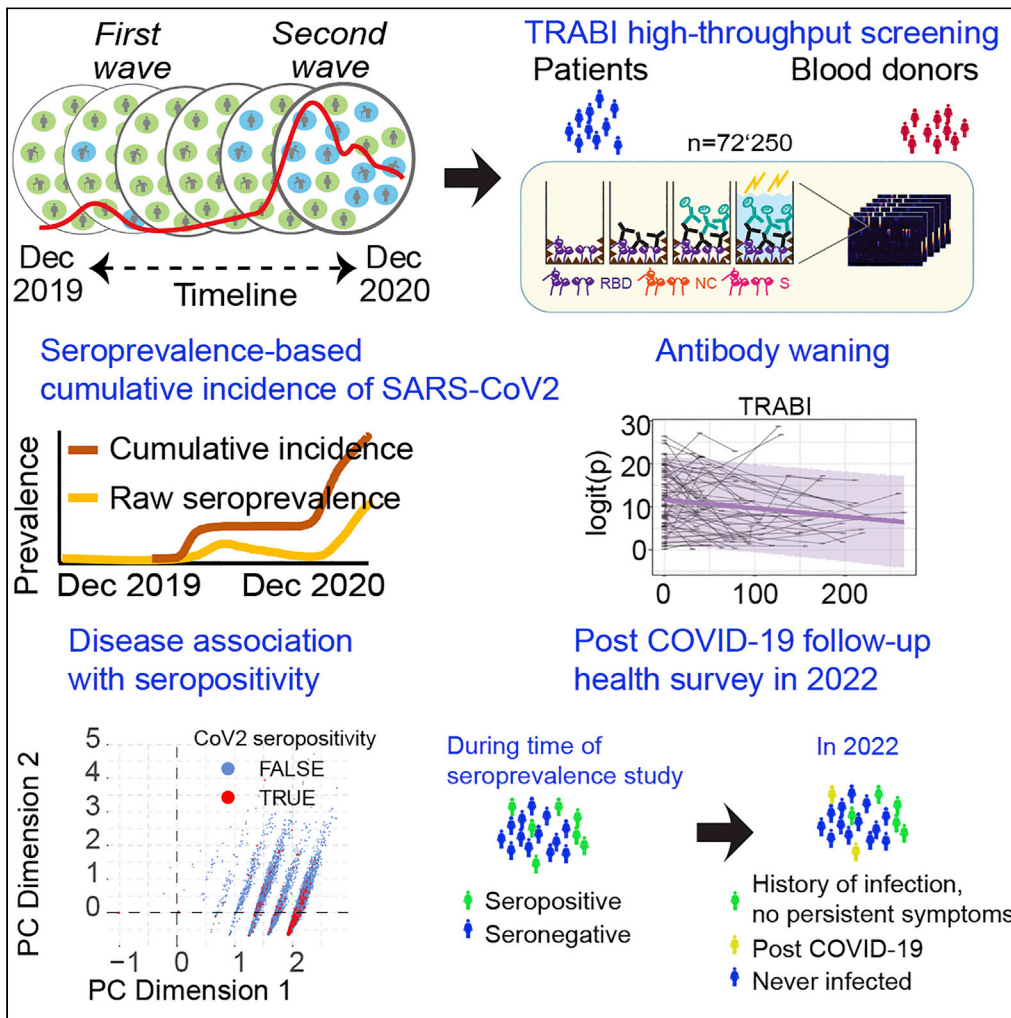 First wave
Second wave
Dec 2019
Timeline
Dec 2020
TRABI high-throughput screening
Patients
Blood donors
n=72‘250
RBD
NC
S
Seroprevalence-based
cumulative incidence of SARS-CoV2
Prevalence
Cumulative incidence
Raw seroprevalence
Dec 2019
Dec 2020
Antibody waning
TRABI
logit(p)
30
20
10
0
0
100
200
Disease association
with seropositivity
PC Dimension 2
5
4
3
2
1
0
CoV2 seropositivity
FALSE
TRUE
−1
0
1
2
PC Dimension 1
Post COVID-19 follow-up
health survey in 2022
During time of
seroprevalence study
Seropositive
Seronegative
In 2022
History of infection,
no persistent symptoms
Post COVID-19
Never infected